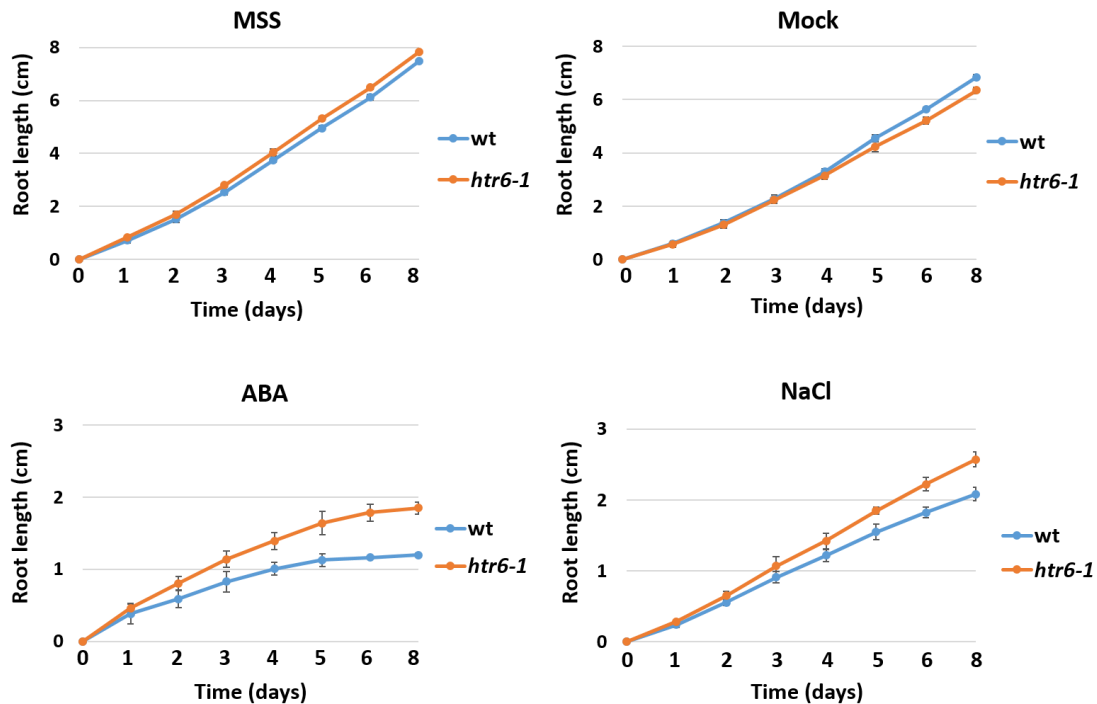 MSS
8
6
4
2
0
Root length (cm)
0 1 2 3 4 5 6 8
Time (days)
wt
htr6-1
Mock
8
6
4
2
0
Root length (cm)
0 1 2 3 4 5 6 8
Time (days)
wt
htr6-1
ABA
3
2
1
0
Root length (cm)
0 1 2 3 4 5 6 8
Time (days)
wt
htr6-1
NaCl
3
2
1
0
Root length (cm)
0 1 2 3 4 5 6 8
Time (days)
wt
htr6-1